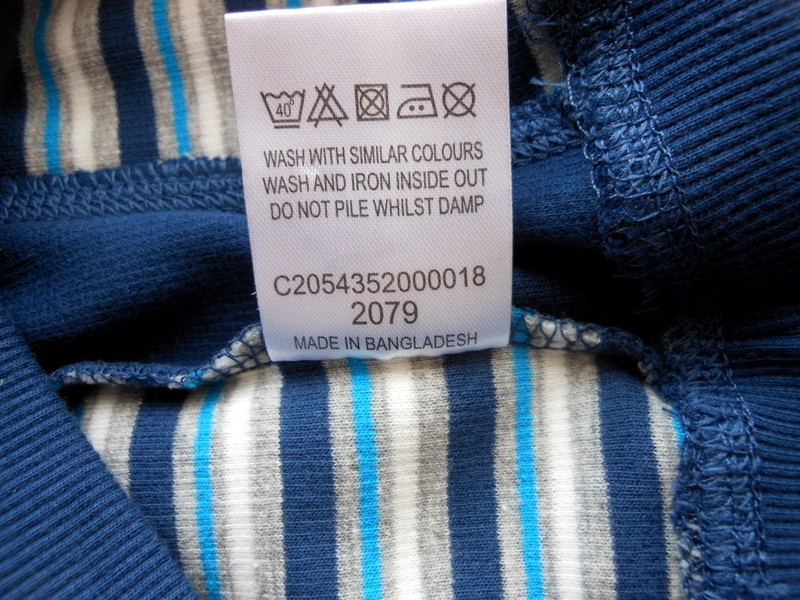 40°
WASH WITH SIMILAR COLOURS
WASH AND IRON INSIDE OUT
DO NOT PILE WHILST DAMP
C2054352000018
2079
MADE IN BANGLADESH